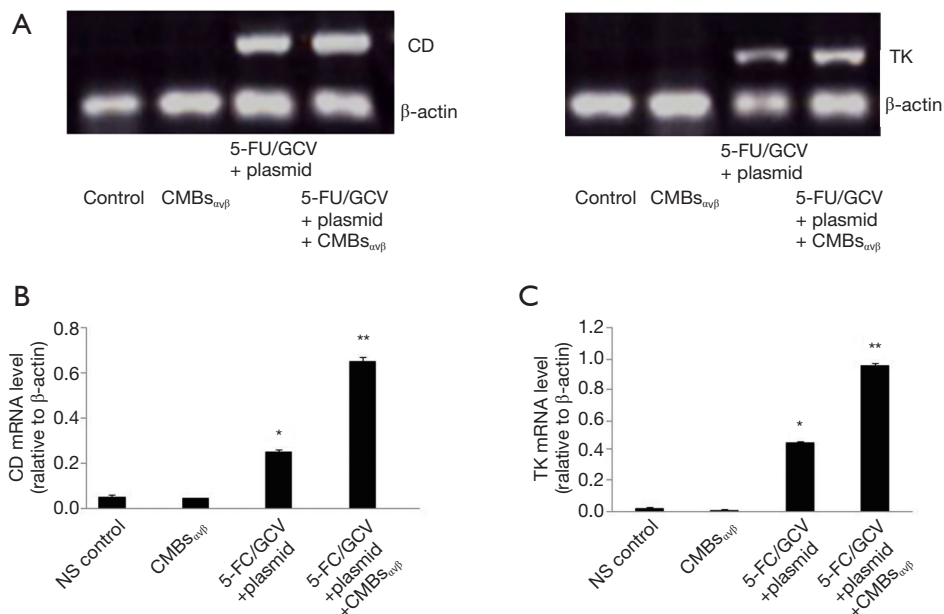 A
CD
β-actin
5-FU/GCV
+ plasmid
Control
CMBsαvβ
5-FU/GCV
+ plasmid
+ CMBsαvβ
TK
β-actin
5-FU/GCV
+ plasmid
Control
CMBsαvβ
5-FU/GCV
+ plasmid
+ CMBsαvβ
B
CD mRNA level
(ralative to β-actin)
0.8
0.6
0.4
0.2
0.0
*
**
NS control
CMBsαvβ
5-FC/GCV
+plasmid
5-FC/GCV
+plasmid
+CMBsαvβ
C
TK mRNA level
(ralative to β-actin)
1.2
1.0
0.8
0.6
0.4
0.2
0.0
*
**
NS control
CMBsαvβ
5-FC/GCV
+plasmid
5-FC/GCV
+plasmid
+CMBsαvβ